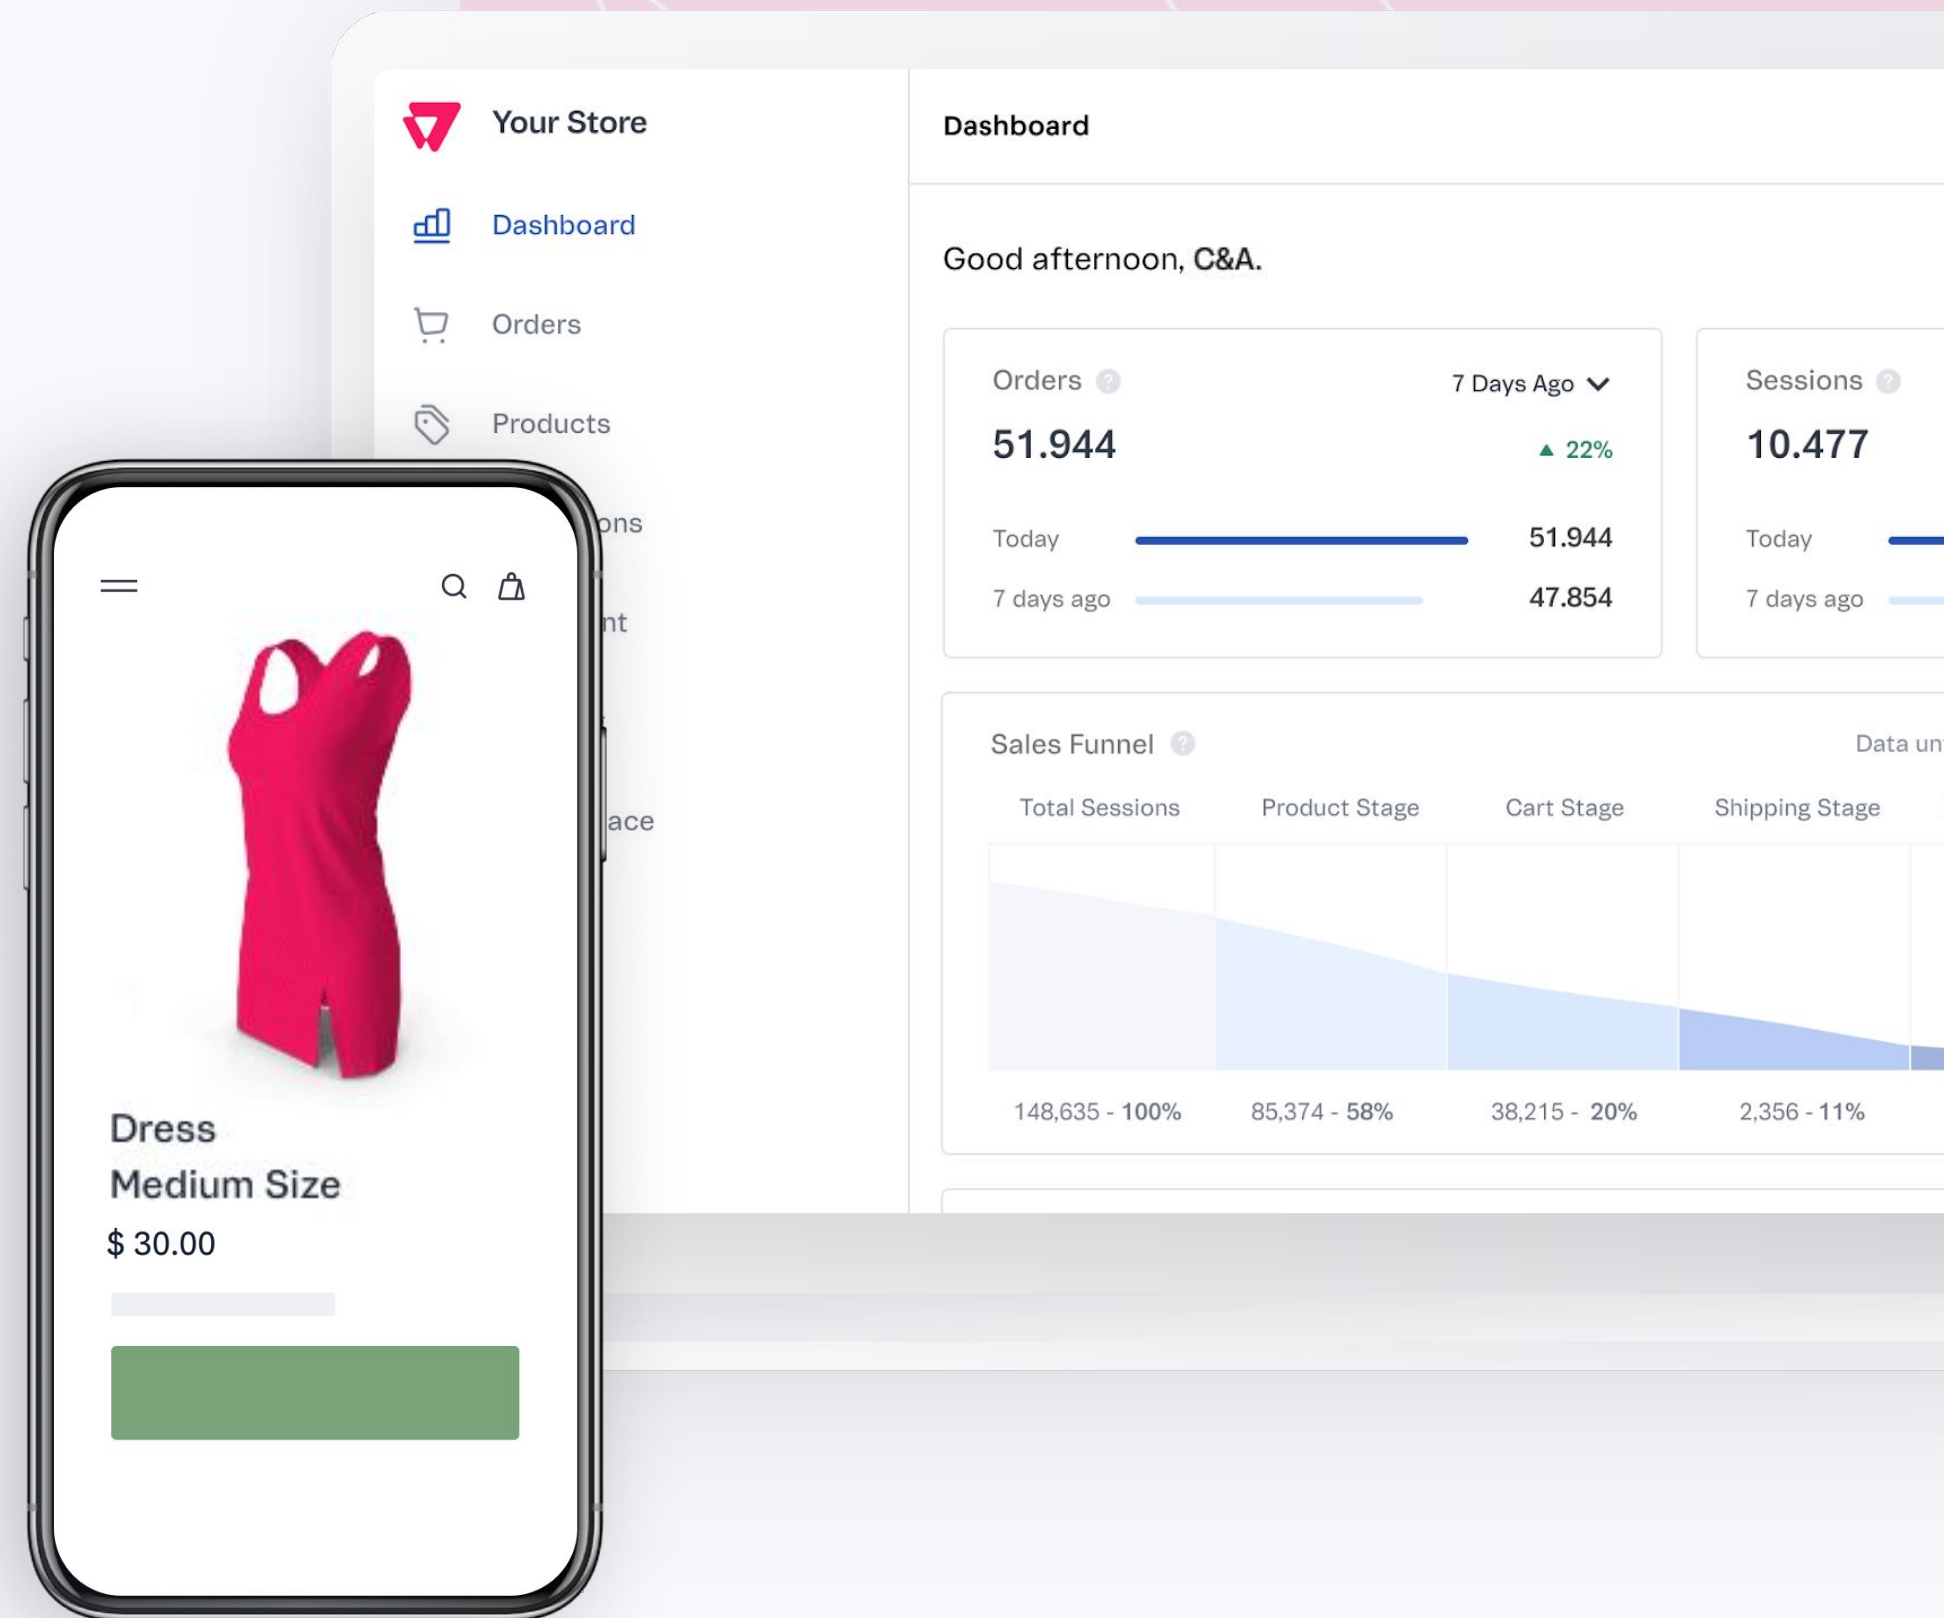 Your Store
Dashboard
Orders
Products
ons
nt
ace
Dashboard
Good afternoon, C&A.
Orders ?
7 Days Ago
51.944
22%
Today 51.944
7 days ago 47.854
Sessions ?
10.477
Today
7 days ago
Sales Funnel ?
Data un
Total Sessions Product Stage Cart Stage Shipping Stage
148,635 - 100% 85,374 - 58% 38,215 - 20% 2,356 - 11%
Dress
Medium Size
$ 30.00